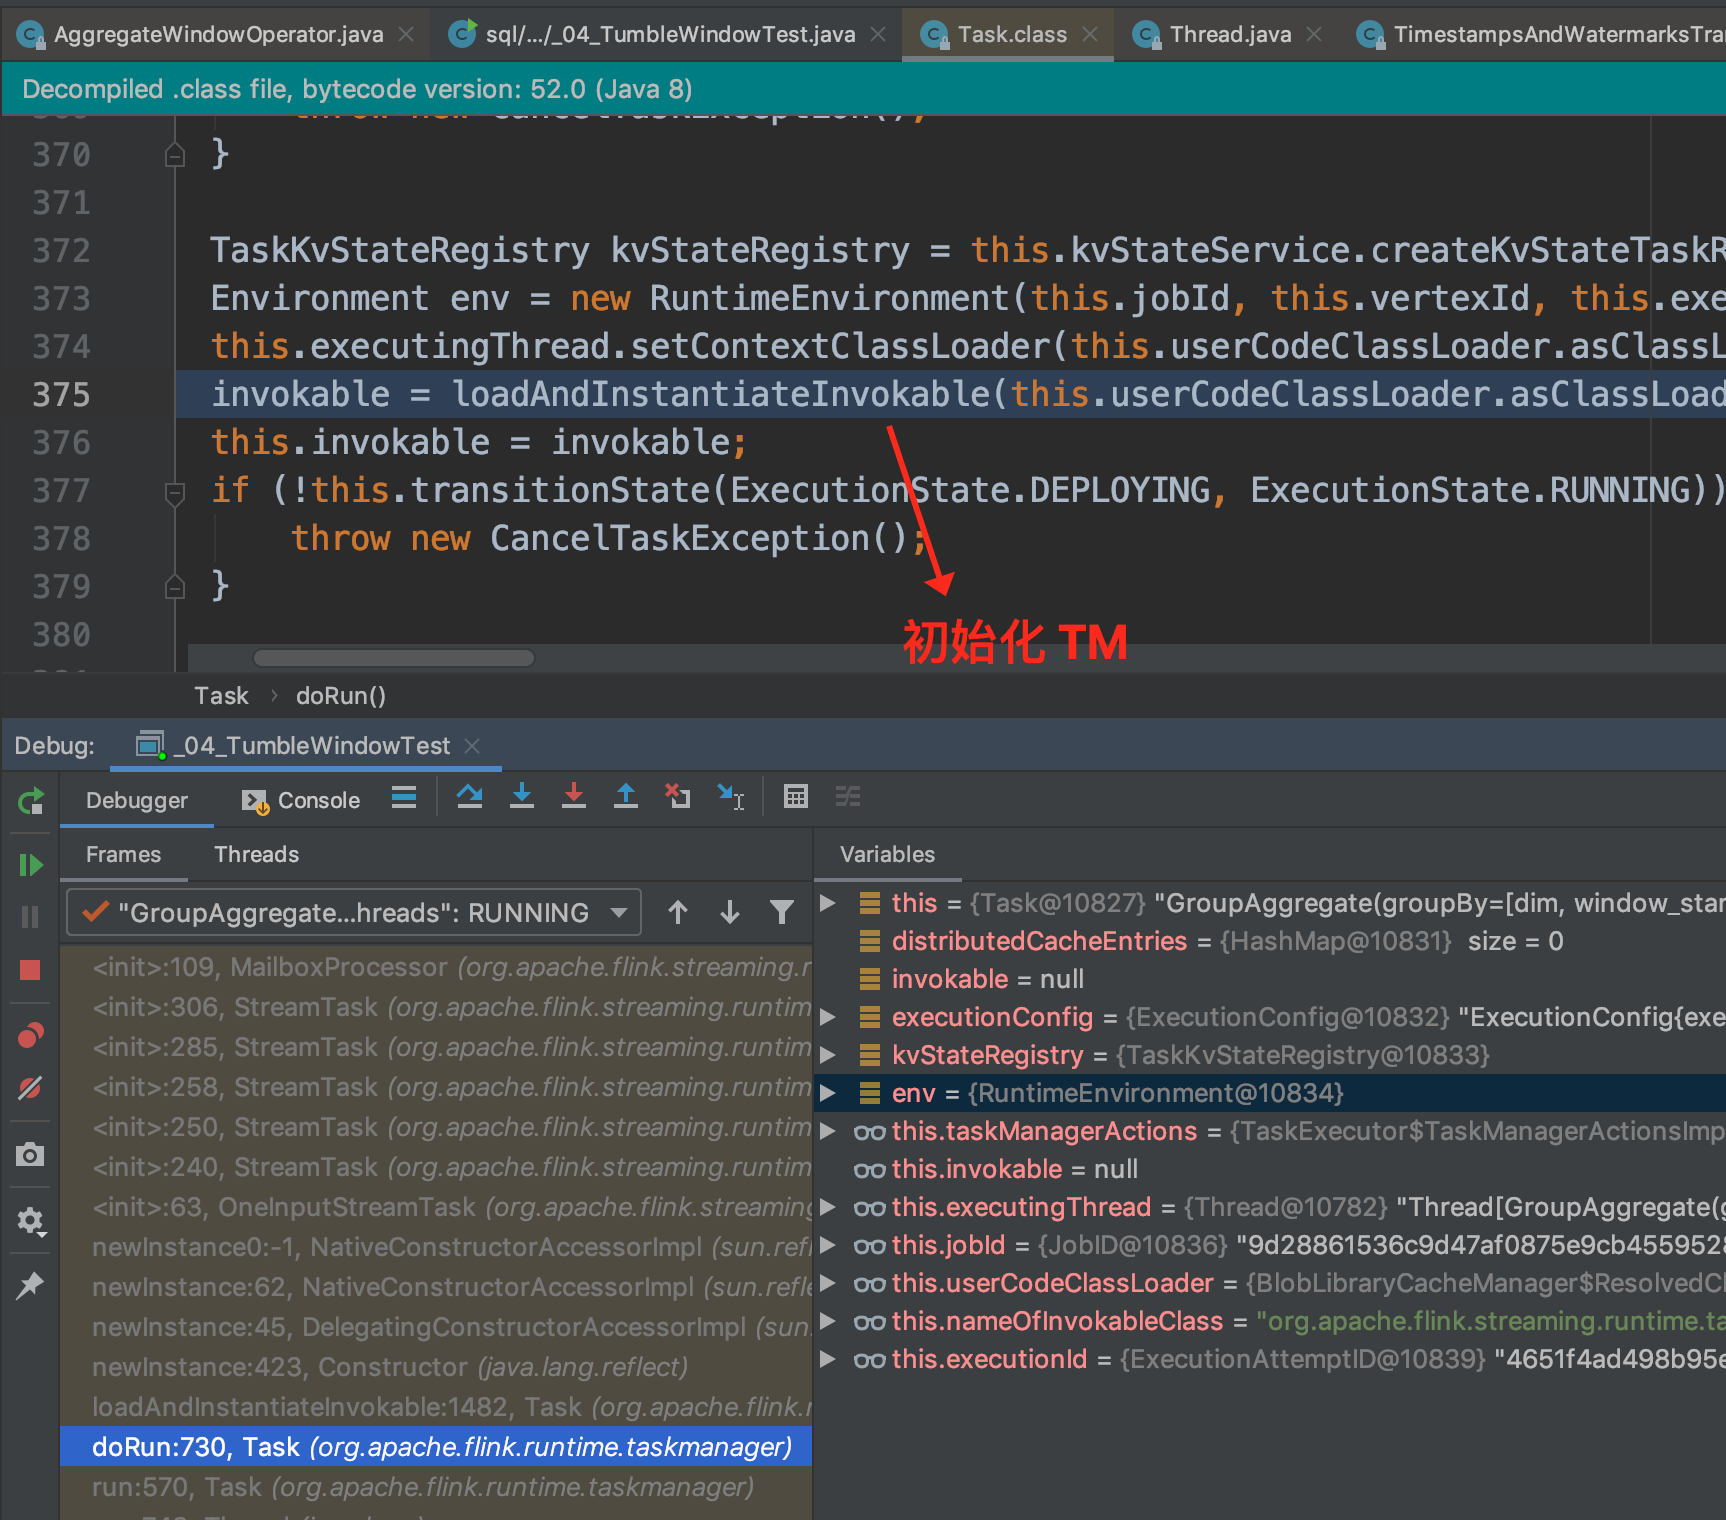 AggregateWindowOperator.java
sql/.../_04_TumbleWindowTest.java
Task.class
Thread.java
TimestampsAndWatermarksTra
Decompiled .class file, bytecode version: 52.0 (Java 8)
throw new CancelTaskException();
370 }
371
372 TaskKvStateRegistry kvStateRegistry = this.kvStateService.createKvStateTaskR
373 Environment env = new RuntimeEnvironment(this.jobId, this.vertexId, this.exe
374 this.executingThread.setContextClassLoader(this.userCodeClassLoader.asClassL
375 invokable = loadAndInstantiateInvokable(this.userCodeClassLoader.asClassLoad
376 this.invokable = invokable;
377 if (!this.transitionState(ExecutionState.DEPLOYING, ExecutionState.RUNNING))
378 throw new CancelTaskException();
379 }
380
初始化 TM
Task > doRun()
Debug: _04_TumbleWindowTest
Debugger Console
Frames Threads
"GroupAggregate...hreads": RUNNING
<init>:109, MailboxProcessor (org.apache.flink.streaming.r
<init>:306, StreamTask (org.apache.flink.streaming.runtim
<init>:285, StreamTask (org.apache.flink.streaming.runtim
<init>:258, StreamTask (org.apache.flink.streaming.runtim
<init>:250, StreamTask (org.apache.flink.streaming.runtim
<init>:240, StreamTask (org.apache.flink.streaming.runtim
<init>:63, OneInputStreamTask (org.apache.flink.streaming
newInstance0:-1, NativeConstructorAccessorImpl (sun.refl
newInstance:62, NativeConstructorAccessorImpl (sun.refle
newInstance:45, DelegatingConstructorAccessorImpl (sun.
newInstance:423, Constructor (java.lang.reflect)
loadAndInstantiateInvokable:1482, Task (org.apache.flink.r
doRun:730, Task (org.apache.flink.runtime.taskmanager)
run:570, Task (org.apache.flink.runtime.taskmanager)
Variables
this = {Task@10827} "GroupAggregate(groupBy=[dim, window_star
distributedCacheEntries = {HashMap@10831} size = 0
invokable = null
executionConfig = {ExecutionConfig@10832} "ExecutionConfig{exe
kvStateRegistry = {TaskKvStateRegistry@10833}
env = {RuntimeEnvironment@10834}
this.taskManagerActions = {TaskExecutor$TaskManagerActionsImp
this.invokable = null
this.executingThread = {Thread@10782} "Thread[GroupAggregate(g
this.jobId = {JobID@10836} "9d28861536c9d47af0875e9cb4559528
this.userCodeClassLoader = {BlobLibraryCacheManager$ResolvedCl
this.nameOfInvokableClass = "org.apache.flink.streaming.runtime.ta
this.executionId = {ExecutionAttemptID@10839} "4651f4ad498b95e